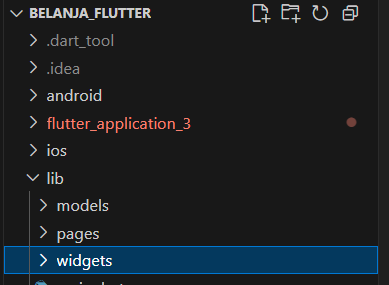 BELANJA_FLUTTER
.dart_tool
.idea
android
flutter_application_3
ios
lib
models
pages
widgets